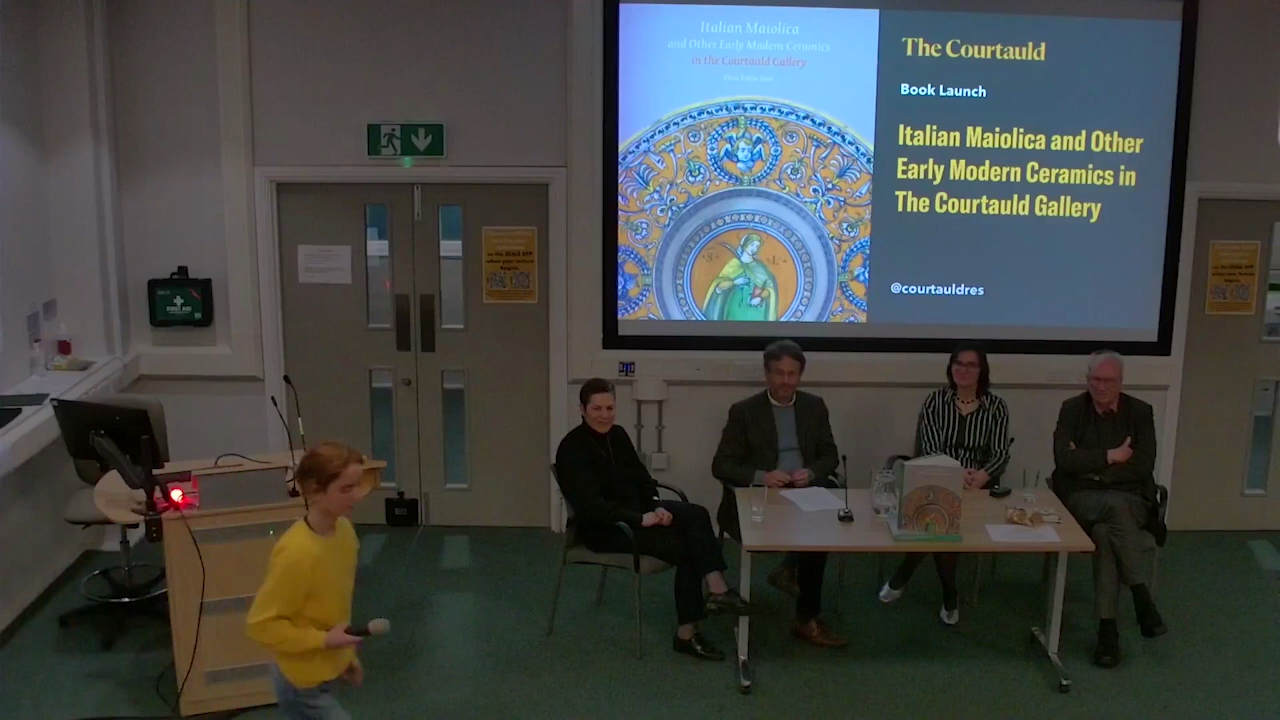 Italian Maiolica
and Other Early Modern Ceramics
in the Courtauld Gallery
The Courtauld
Book Launch
Italian Maiolica and Other
Early Modern Ceramics in
The Courtauld Gallery
@courtauldres
FIRST AID